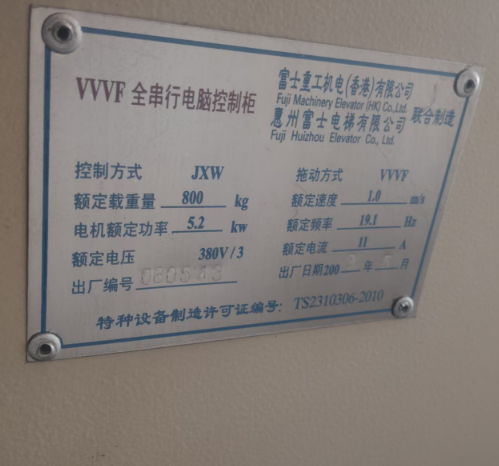 VVVF 全串行电脑控制柜
富士重工机电(香港)有限公司
Fuji Machinery Elevator (HK) Co.,Ltd.
惠州富士电梯有限公司
Fuji Huizhou Elevator Co., Ltd.
联合制造
控制方式 JXW 拖动方式 VVVF
额定载重量 800 kg 额定速度 1.0 m/s
电机额定功率 5.2 kw 额定频率 19.1 Hz
额定电压 380V/3 额定电流 11 A
出厂编号 出厂日期200 年 月
特种设备制造许可证编号: TS2310306-2010